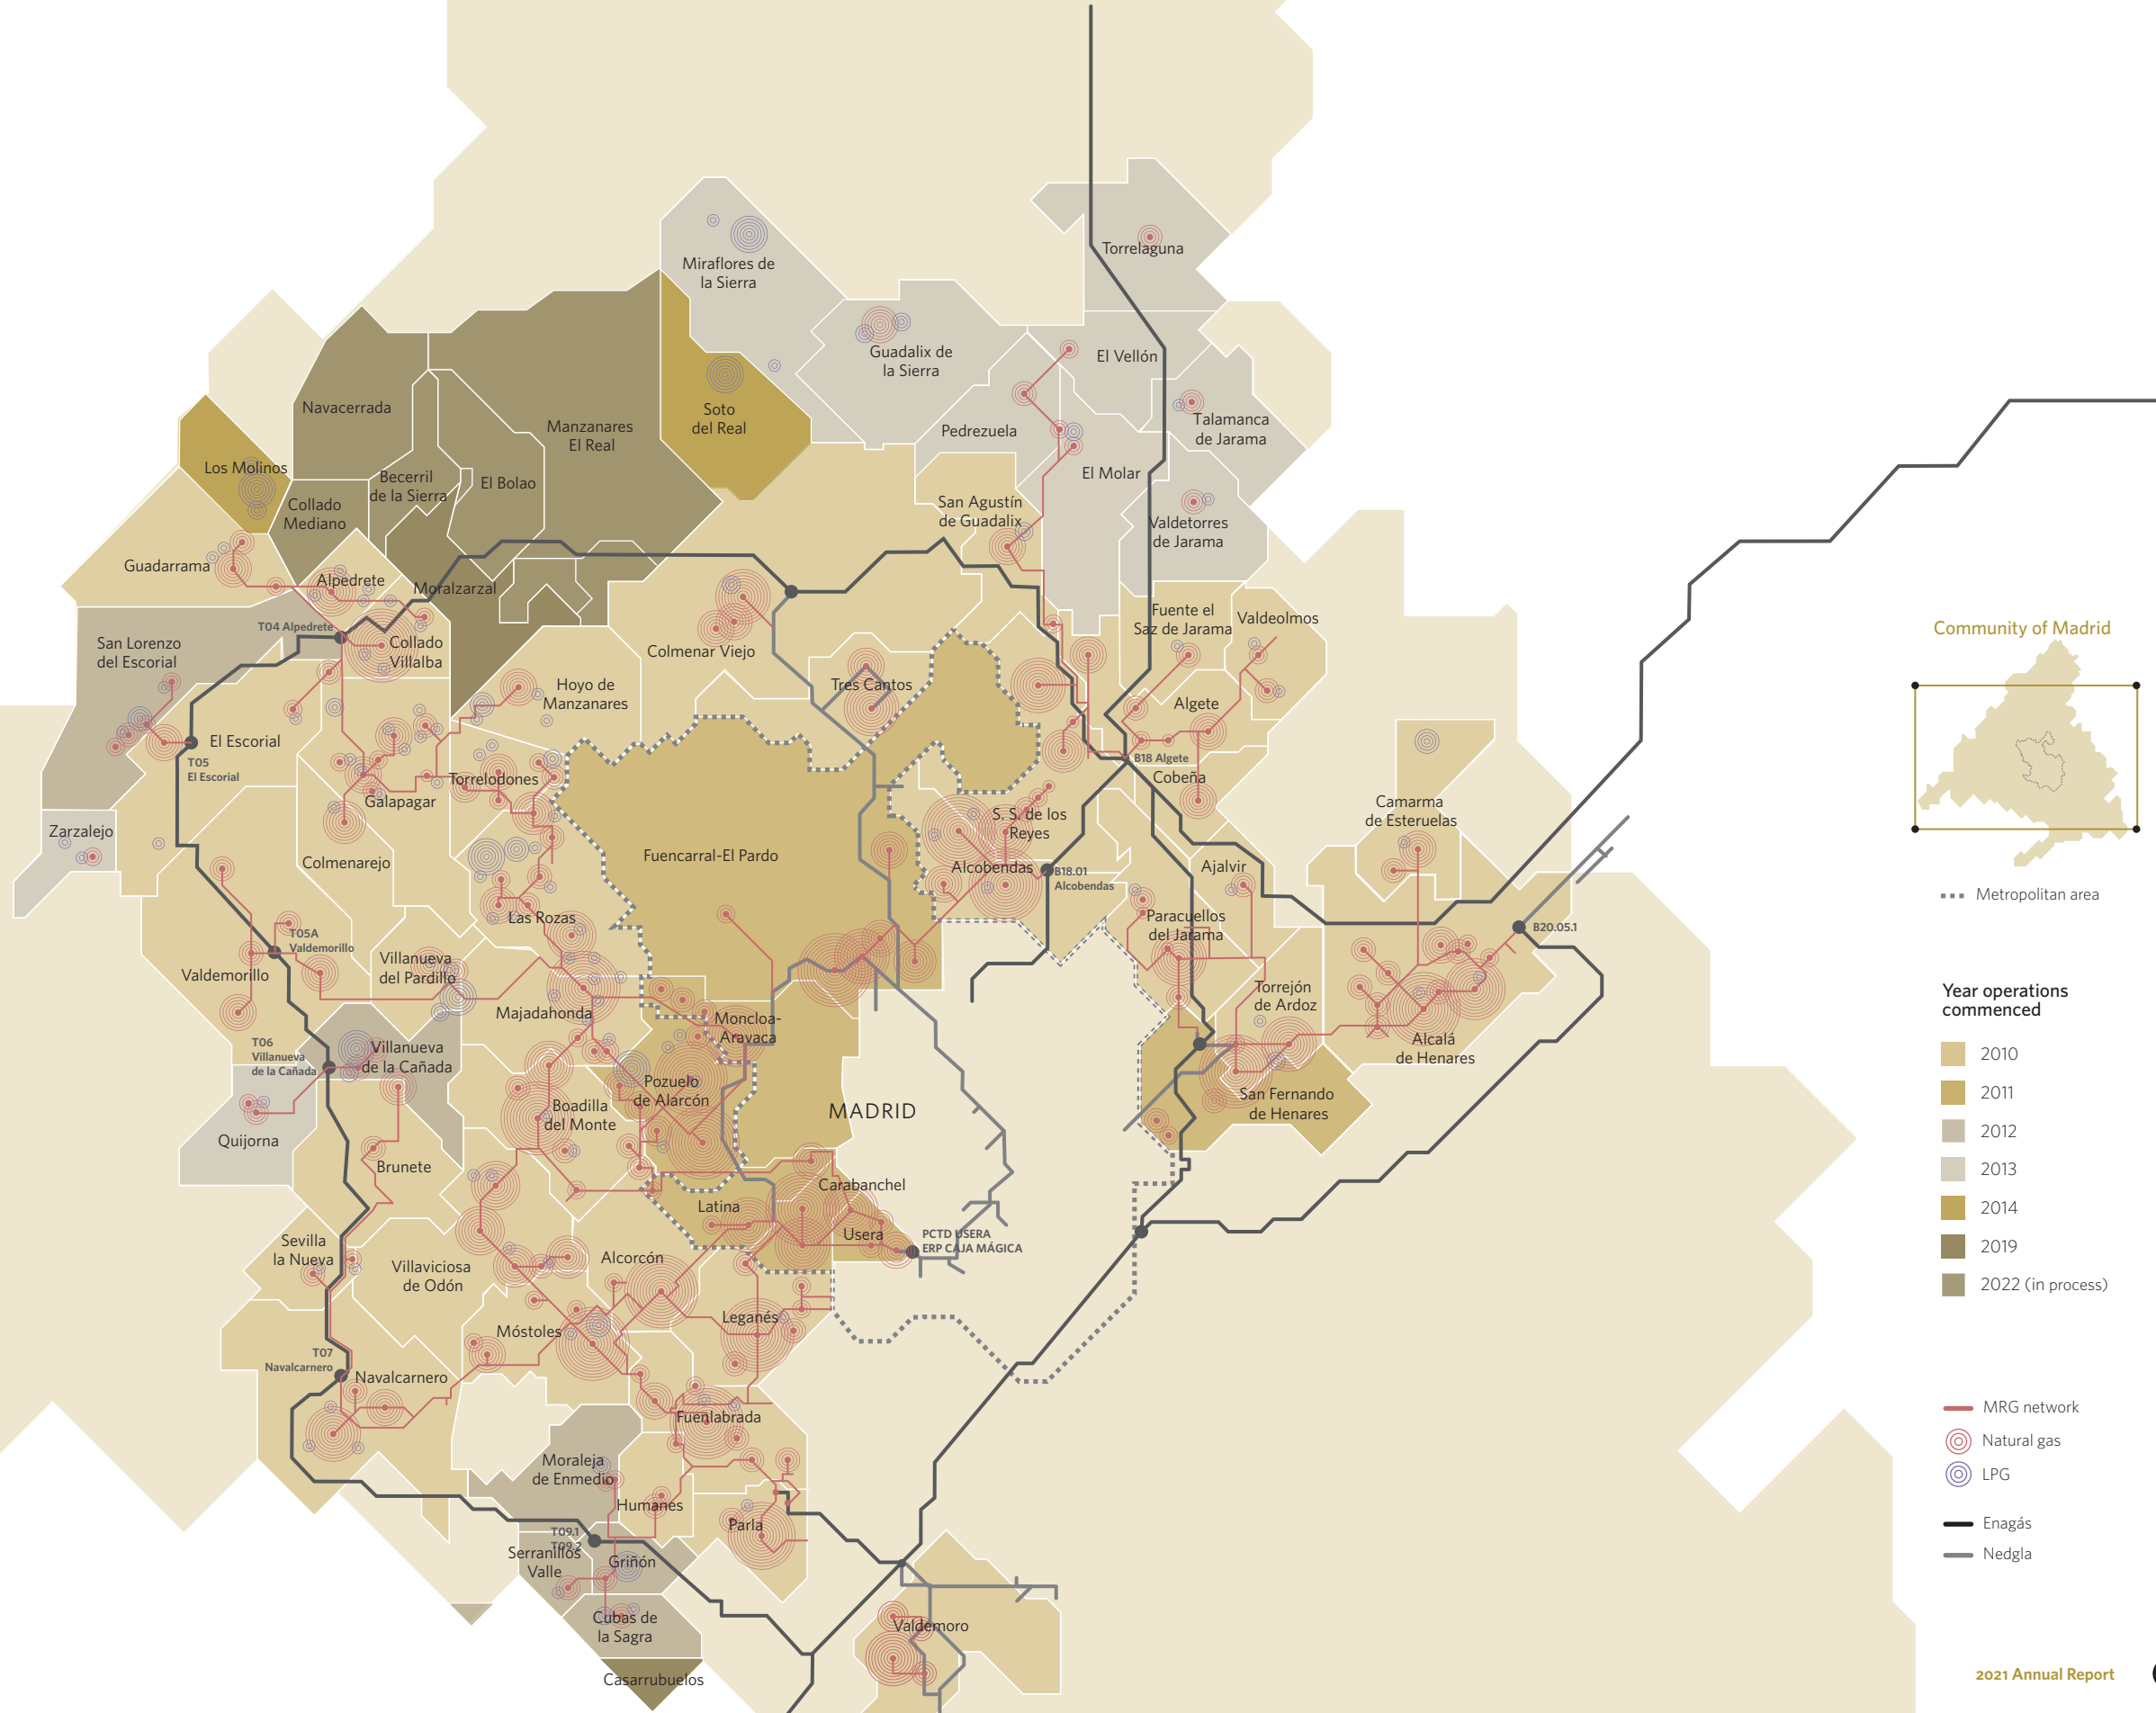 Miraflores de
la Sierra
Torrelaguna
Guadalix de
la Sierra
El Vellón
Navacerrada
Soto
del Real
Manzanares
El Real
Pedrezuela
Talamanca
de Jarama
Los Molinos
Becerril
de la Sierra
El Bolao
El Molar
Collado
Mediano
San Agustín
de Guadalix
Valdetorres
de Jarama
Guadarrama
Alpedrete
Moralzarzal
Fuente el
Saz de Jarama
Valdeolmos
T04 Alpedrete
San Lorenzo
del Escorial
Collado
Villalba
Colmenar Viejo
Hoyo de
Manzanares
Tres Cantos
Algete
El Escorial
T05
El Escorial
B18 Algete
Torrelodones
Cobeña
Galapagar
Camarma
de Esteruelas
S. S. de los
Reyes
Zarzalejo
Colmenarejo
Fuencarral-El Pardo
Alcobendas
B18.01
Alcobendas
Ajalvir
Las Rozas
Paracuellos
del Jarama
B20.05.1
T05A
Valdemorillo
Valdemorillo
Villanueva
del Pardillo
Majadahonda
Torrejón
de Ardoz
Moncloa-
Aravaca
Alcalá
de Henares
T06
Villanueva
de la Cañada
Villanueva
de la Cañada
Pozuelo
de Alarcón
MADRID
San Fernando
de Henares
Boadilla
del Monte
Quijorna
Brunete
Carabanchel
Latina
Usera
PCTD USERA
ERP CAJA MÁGICA
Sevilla
la Nueva
Villaviciosa
de Odón
Alcorcón
Leganés
Móstoles
T07
Navalcarnero
Navalcarnero
Fuenlabrada
Moraleja
de Enmedio
Humanes
Parla
T09.1
T09.2
Serranillos
Valle
Griñón
Cubas de
la Sagra
Valdemoro
Casarrubuelos
Community of Madrid
Metropolitan area
Year operations
commenced
2010
2011
2012
2013
2014
2019
2022 (in process)
MRG network
Natural gas
LPG
Enagás
Nedgla
2021 Annual Report